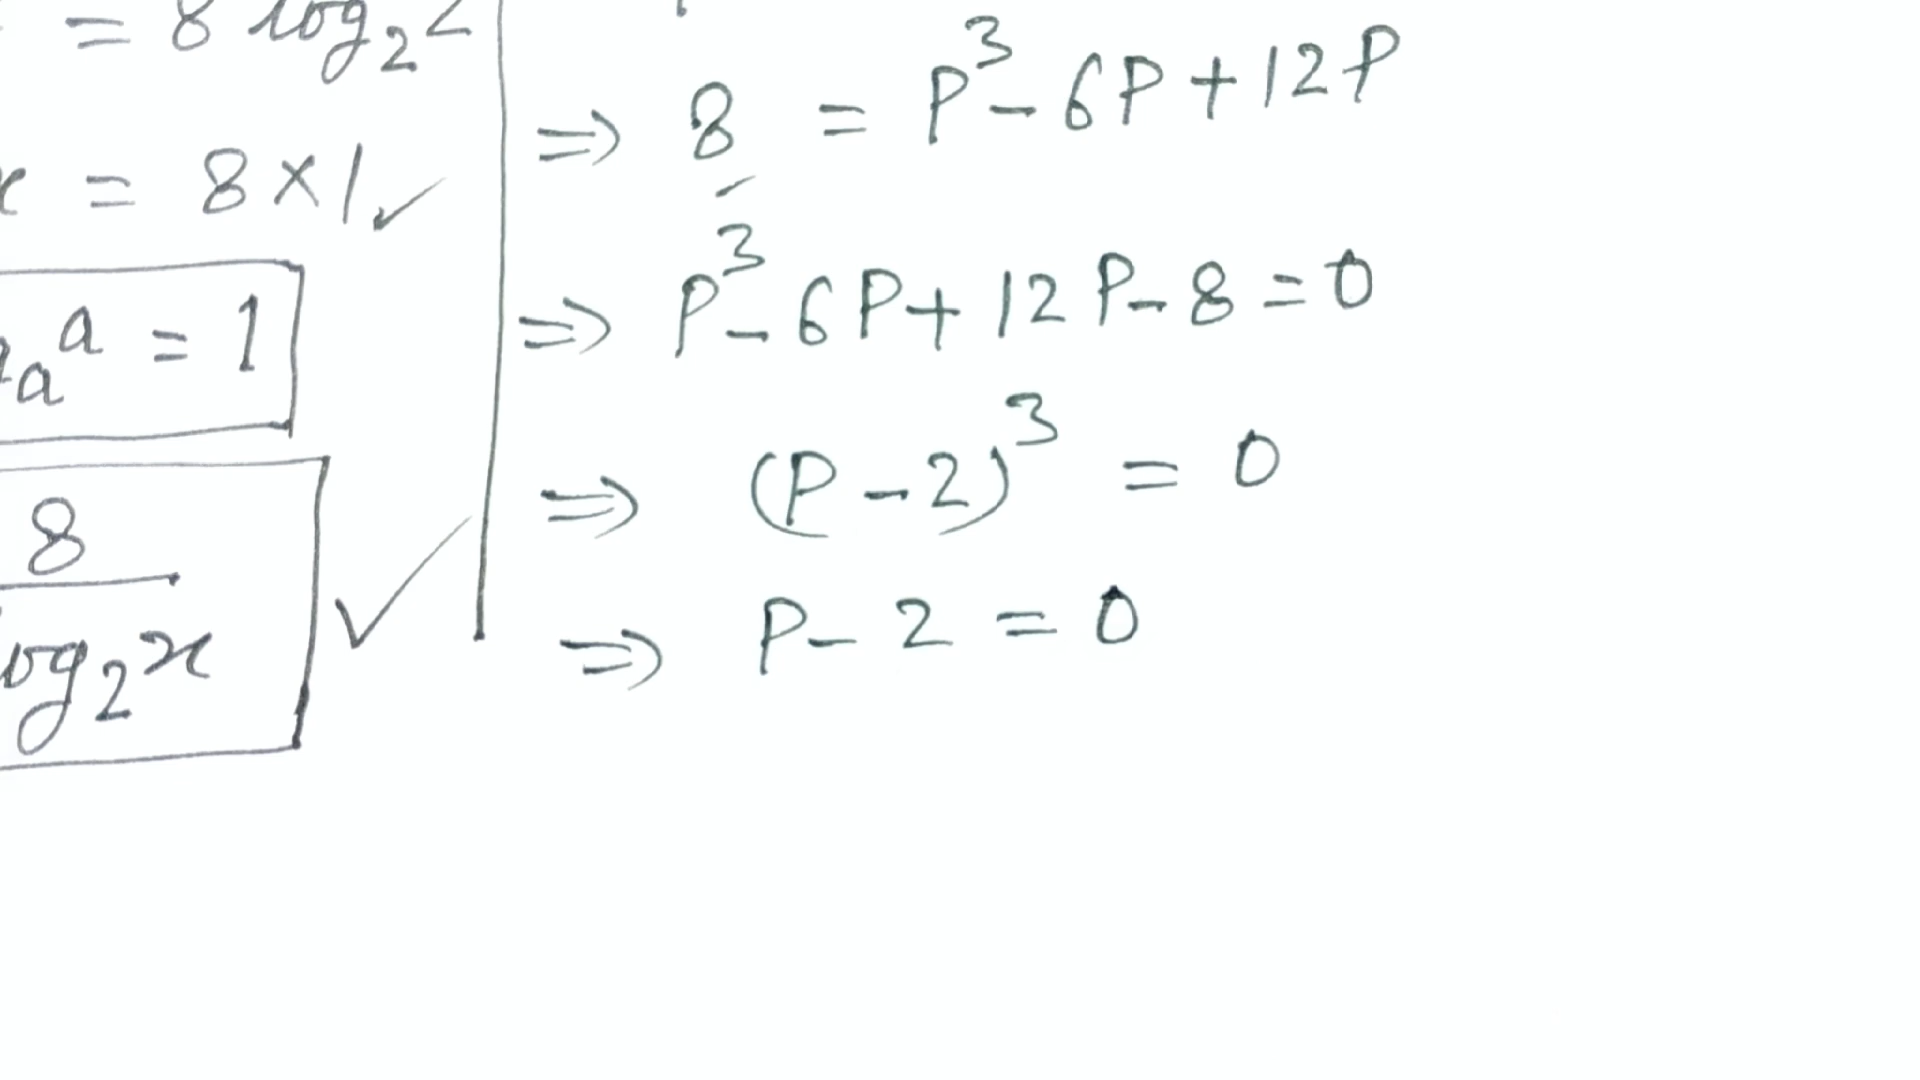 = 8 log₂2
x = 8×1✓
ₐa = 1
8
log₂x ✓
⇒ 8 = P³ - 6P + 12P
⇒ P³ - 6P + 12P - 8 = 0
⇒ (P - 2)³ = 0
⇒ P - 2 = 0